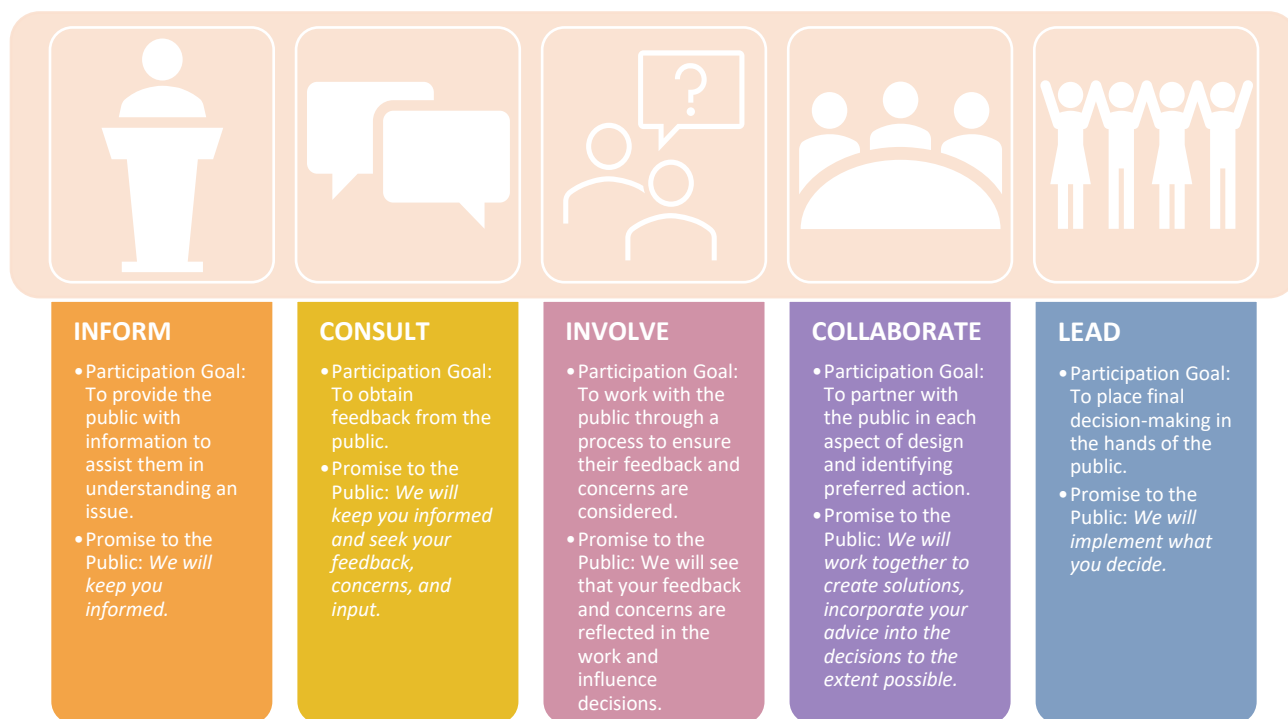 ?
INFORM
•Participation Goal:
To provide the
public with
information to
assist them in
understanding an
issue.
•Promise to the
Public: We will
keep you
informed.
CONSULT
•Participation Goal:
To obtain
feedback from the
public.
•Promise to the
Public: We will
keep you informed
and seek your
feedback,
concerns, and
input.
INVOLVE
•Participation Goal:
To work with the
public through a
process to ensure
their feedback and
concerns are
considered.
•Promise to the
Public: We will see
that your feedback
and concerns are
reflected in the
work and
influence
decisions.
COLLABORATE
•Participation Goal:
To partner with
the public in each
aspect of design
and identifying
preferred action.
•Promise to the
Public: We will
work together to
create solutions,
incorporate your
advice into the
decisions to the
extent possible.
LEAD
•Participation Goal:
To place final
decision-making in
the hands of the
public.
•Promise to the
Public: We will
implement what
you decide.